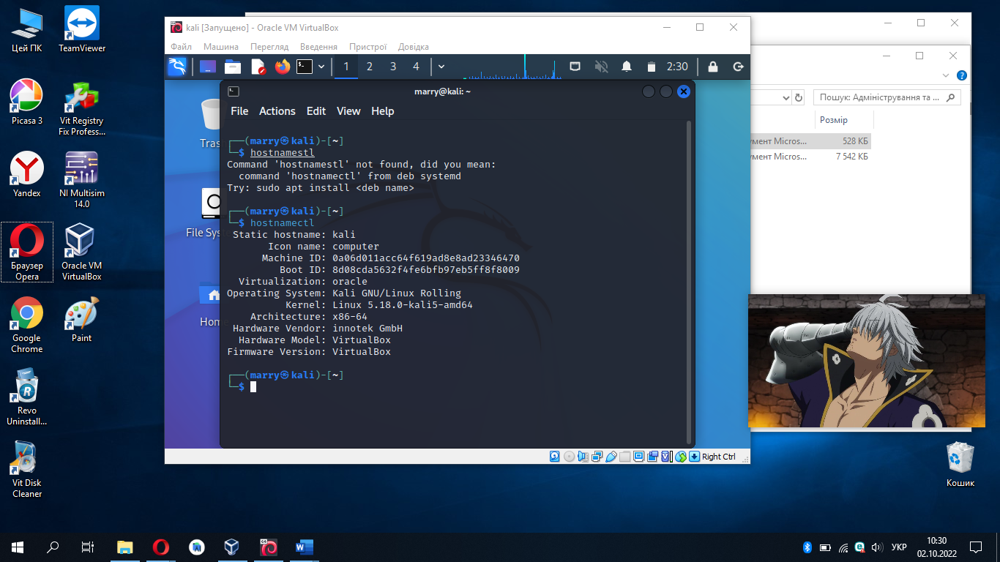 Цей ПК
TeamViewer
Picasa 3
Vit Registry
Fix Profess...
Yandex
NI Multisim
14.0
Браузер
Opera
Oracle VM
VirtualBox
Google
Chrome
Paint
Revo
Uninstall...
Vit Disk
Cleaner
kali [Запущено] - Oracle VM VirtualBox
Файл Машина Перегляд Введення Пристрої Довідка
1 2 3 4 2:30
Tras
File Sys
Hom
marry@kali: ~
File Actions Edit View Help
┌──(marry㉿kali)-[~]
└─$ hostnamestl
Command 'hostnamestl' not found, did you mean:
command 'hostnamectl' from deb systemd
Try: sudo apt install <deb name>
┌──(marry㉿kali)-[~]
└─$ hostnamectl
Static hostname: kali
Icon name: computer
Machine ID: 0a06d011acc64f619ad8e8ad23346470
Boot ID: 8d08cda5632f4fe6bfb97eb5ff8f8009
Virtualization: oracle
Operating System: Kali GNU/Linux Rolling
Kernel: Linux 5.18.0-kali5-amd64
Architecture: x86-64
Hardware Vendor: innotek GmbH
Hardware Model: VirtualBox
Firmware Version: VirtualBox
┌──(marry㉿kali)-[~]
└─$
Right Ctrl
Пошук: Адміністрування та ...
Розмір
умент Micros... 528 КБ
умент Micros... 7 542 КБ
Кошик
УКР
10:30
02.10.2022